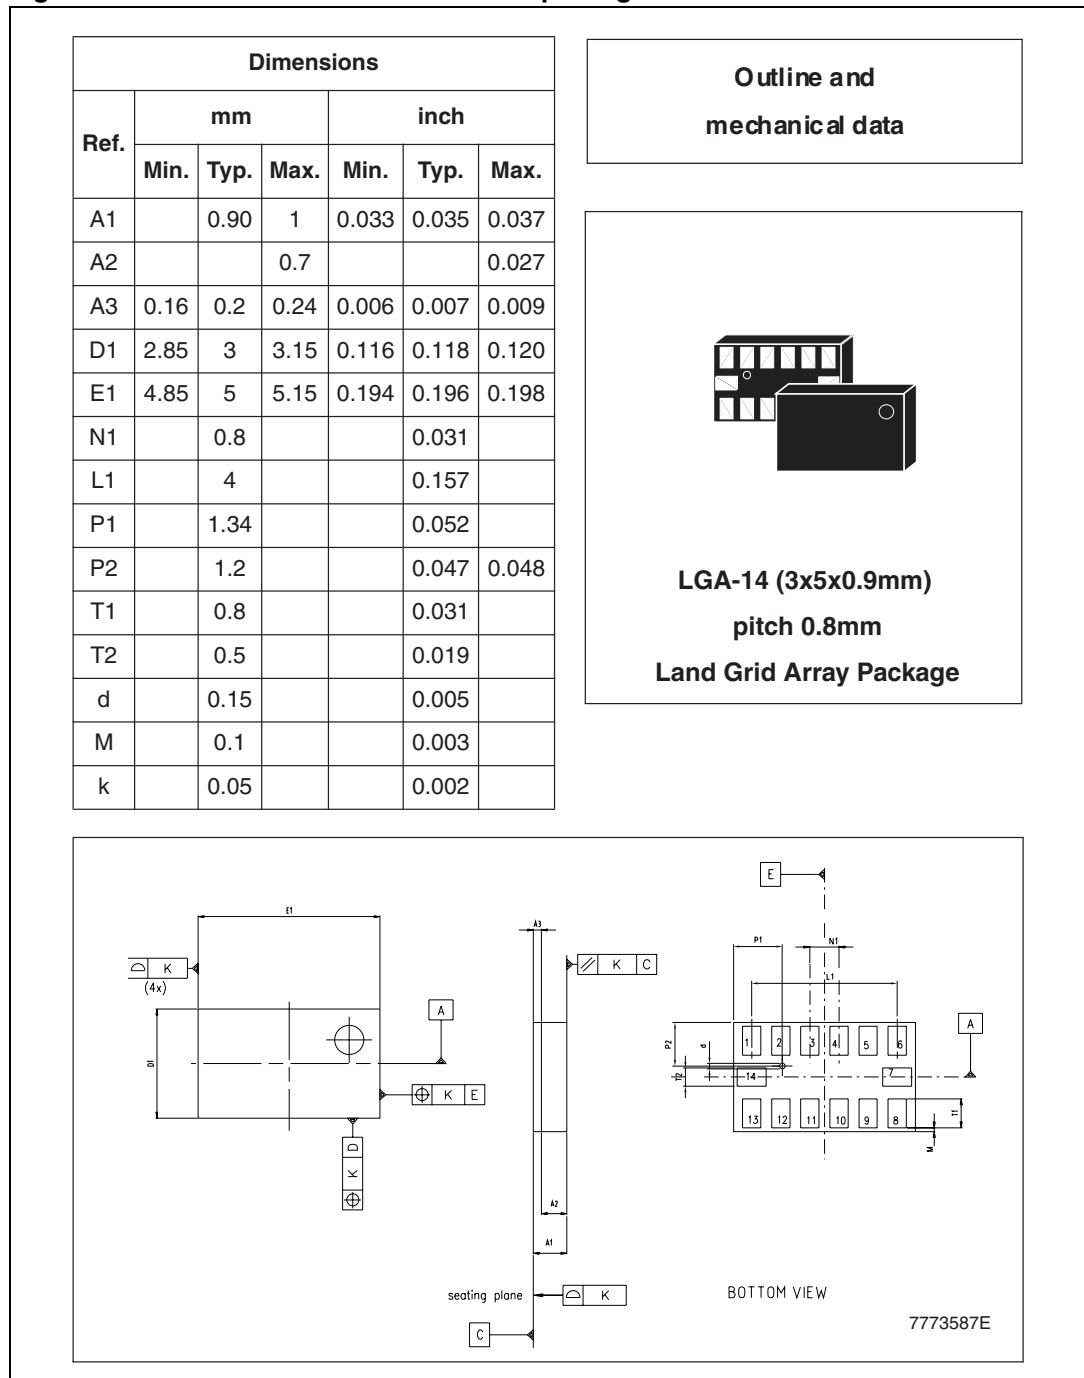 Dimensions
Ref. mm inch
Min. Typ. Max. Min. Typ. Max.
A1 0.90 1 0.033 0.035 0.037
A2 0.7 0.027
A3 0.16 0.2 0.24 0.006 0.007 0.009
D1 2.85 3 3.15 0.116 0.118 0.120
E1 4.85 5 5.15 0.194 0.196 0.198
N1 0.8 0.031
L1 4 0.157
P1 1.34 0.052
P2 1.2 0.047 0.048
T1 0.8 0.031
T2 0.5 0.019
d 0.15 0.005
M 0.1 0.003
k 0.05 0.002
Outline and
mechanical data
LGA-14 (3x5x0.9mm)
pitch 0.8mm
Land Grid Array Package
E1
K
(4x)
D1
A
K E
K D
A3
K C
A2
A1
seating plane
K
C
E
P1
N1
L1
A
P2
d
T2
1 2 3 4 5 6
14 7
13 12 11 10 9 8
T1
M
BOTTOM VIEW
7773587E